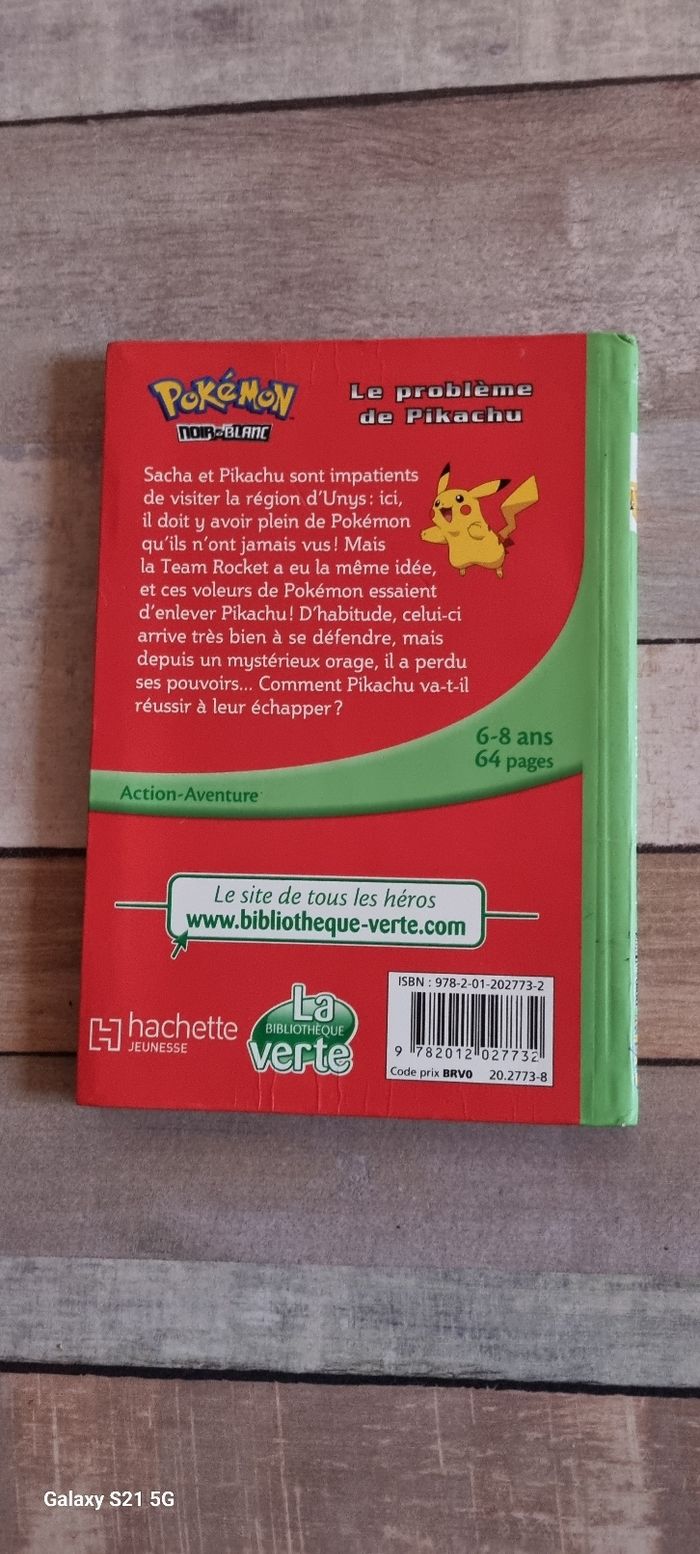 POKÉMON
NOIR et BLANC
Le problème
de Pikachu
Sacha et Pikachu sont impatients
de visiter la région d'Unys : ici,
il doit y avoir plein de Pokémon
qu'ils n'ont jamais vus ! Mais
la Team Rocket a eu la même idée,
et ces voleurs de Pokémon essaient
d'enlever Pikachu ! D'habitude, celui-ci
arrive très bien à se défendre, mais
depuis un mystérieux orage, il a perdu
ses pouvoirs... Comment Pikachu va-t-il
réussir à leur échapper ?
6-8 ans
64 pages
Action-Aventure
Le site de tous les héros
www.bibliotheque-verte.com
hachette
JEUNESSE
La
BIBLIOTHÈQUE
verte
ISBN : 978-2-01-202773-2
9 782012 027732
Code prix BRV0 20.2773-8
Galaxy S21 5G